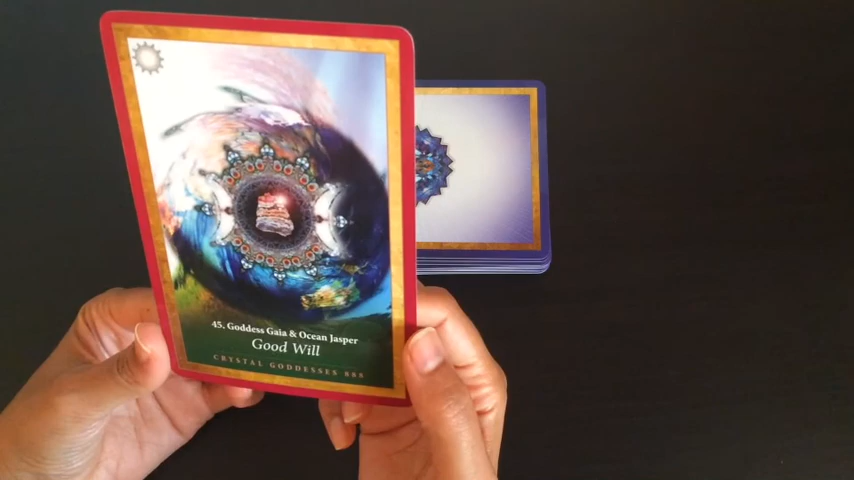 45. Goddess Gaia & Ocean Jasper
Good Will
CRYSTAL GODDESSES 888